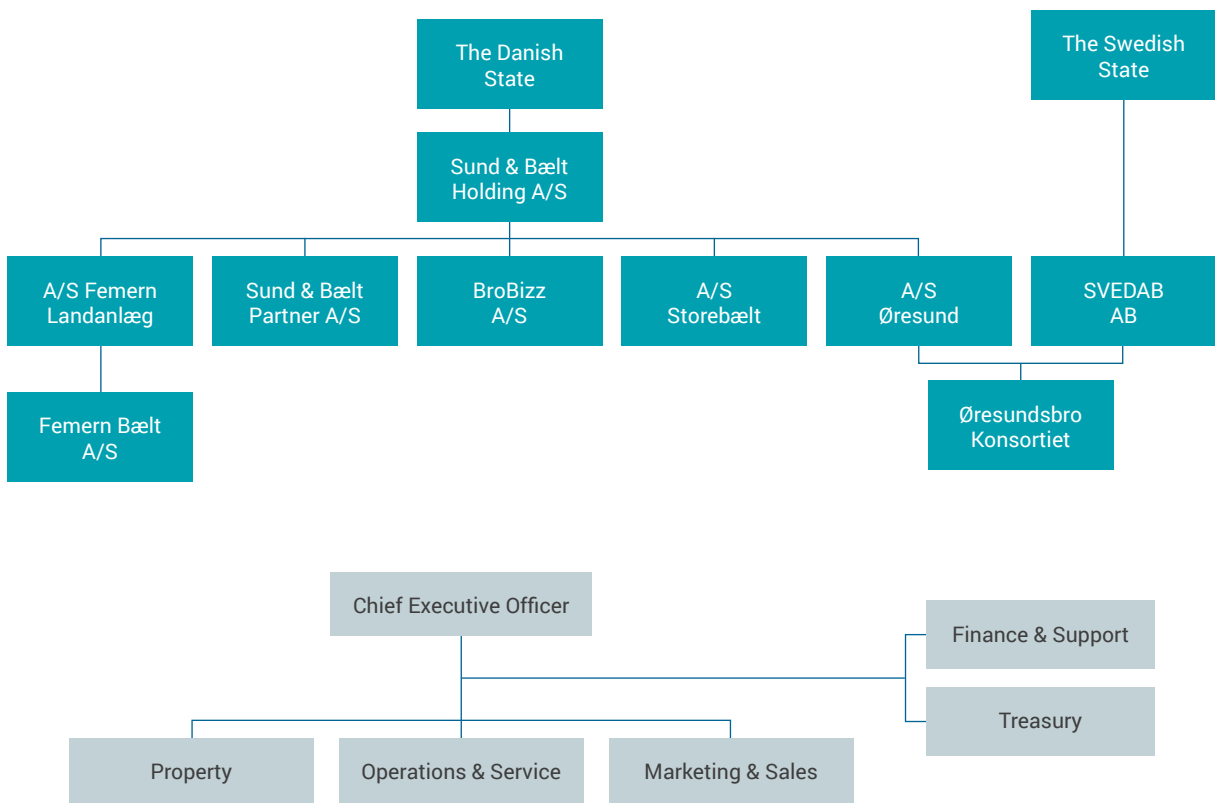 The Danish
State
The Swedish
State
Sund & Bælt
Holding A/S
A/S Femern
Landanlæg
Sund & Bælt
Partner A/S
BroBizz
A/S
A/S
Storebælt
A/S
Øresund
SVEDAB
AB
Femern Bælt
A/S
Øresundsbro
Konsortiet
Chief Executive Officer
Finance & Support
Treasury
Property
Operations & Service
Marketing & Sales